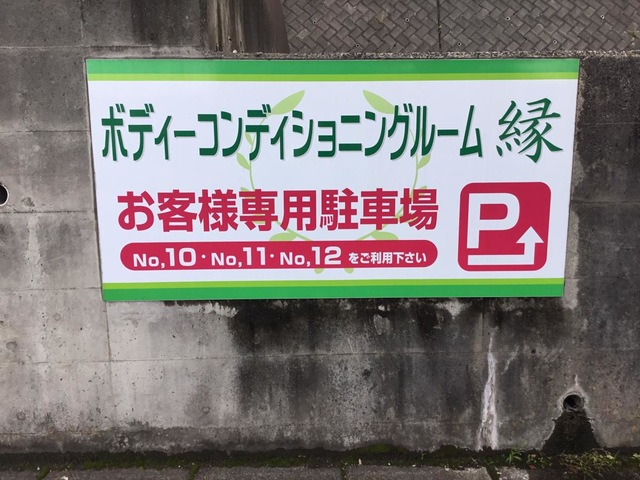 ボディーコンディショニングルーム 縁
お客様専用駐車場
P
No,10・No,11・No,12 をご利用下さい